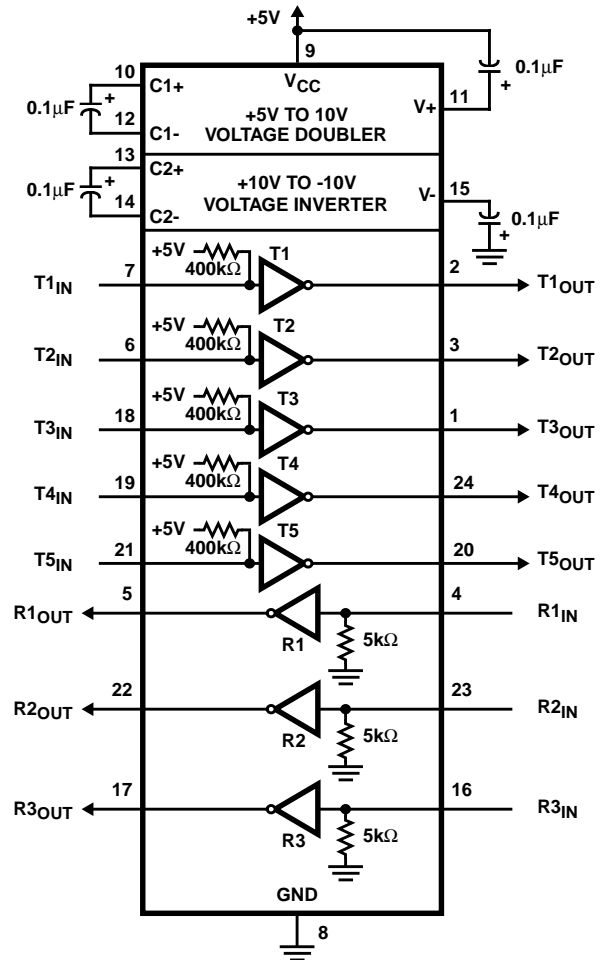 +5V
9
10
C1+
VCC
0.1μF
+
+5V TO 10V
VOLTAGE DOUBLER
V+
11
0.1μF
+
12
C1-
13
C2+
0.1μF
+
+10V TO -10V
VOLTAGE INVERTER
V-
15
0.1μF
+
14
C2-
T1IN
7
+5V
400kΩ
T1
2
T1OUT
T2IN
6
+5V
400kΩ
T2
3
T2OUT
T3IN
18
+5V
400kΩ
T3
1
T3OUT
T4IN
19
+5V
400kΩ
T4
24
T4OUT
T5IN
21
+5V
400kΩ
T5
20
T5OUT
R1OUT
5
R1
5kΩ
4
R1IN
R2OUT
22
R2
5kΩ
23
R2IN
R3OUT
17
R3
5kΩ
16
R3IN
GND
8